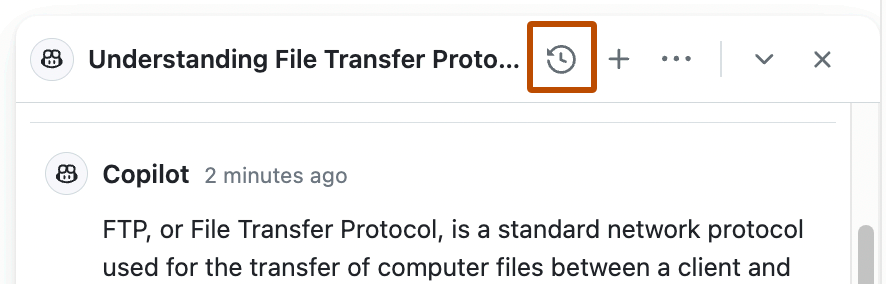 Understanding File Transfer Proto...
Copilot 2 minutes ago
FTP, or File Transfer Protocol, is a standard network protocol
used for the transfer of computer files between a client and